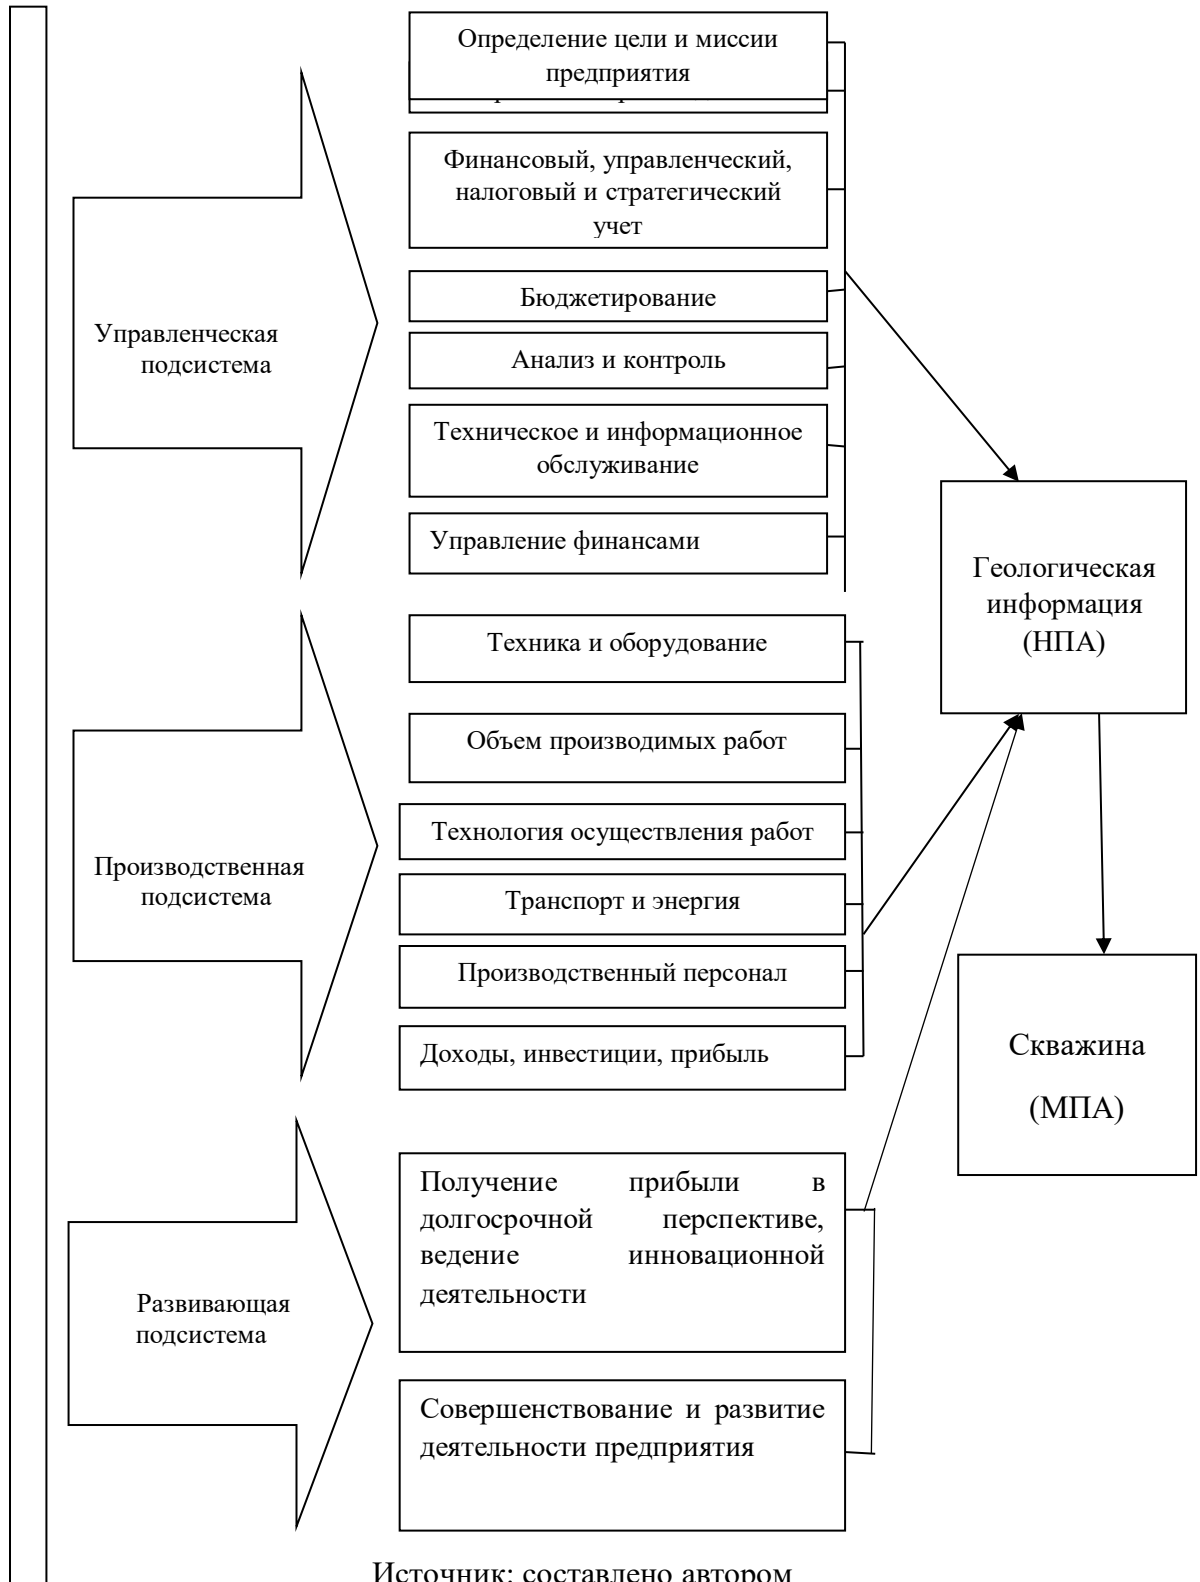 Определение цели и миссии
предприятия
Финансовый, управленческий,
налоговый и стратегический
учет
Бюджетирование
Управленческая
подсистема
Анализ и контроль
Техническое и информационное
обслуживание
Управление финансами
Геологическая
информация
(НПА)
Техника и оборудование
Объем производимых работ
Технология осуществления работ
Производственная
подсистема
Транспорт и энергия
Производственный персонал
Доходы, инвестиции, прибыль
Скважина
(МПА)
Получение прибыли в
долгосрочной перспективе,
ведение инновационной
деятельности
Развивающая
подсистема
Совершенствование и развитие
деятельности предприятия
Источник: составлено автором